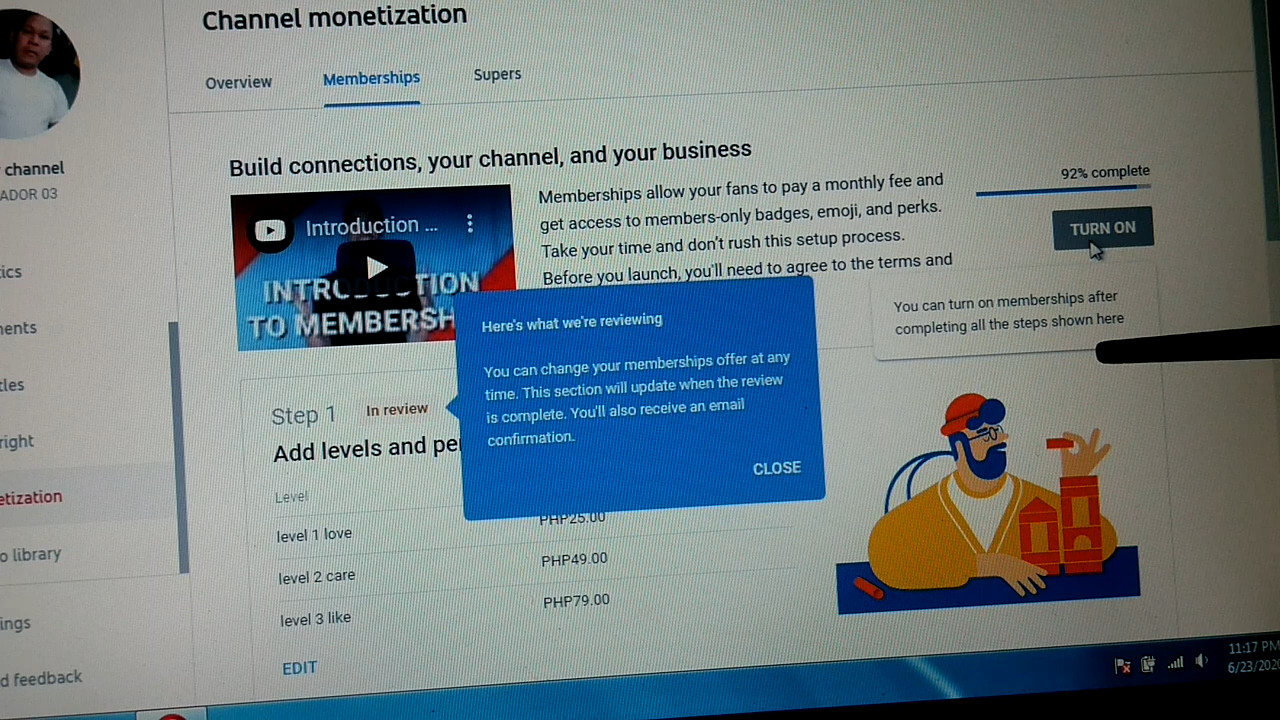 Channel monetization
Overview
Memberships
Supers
channel
ADOR 03
Build connections, your channel, and your business
Introduction ...
Memberships allow your fans to pay a monthly fee and
get access to members-only badges, emoji, and perks.
Take your time and don't rush this setup process.
Before you launch, you'll need to agree to the terms and
92% complete
TURN ON
You can turn on memberships after
completing all the steps shown here
Here's what we're reviewing
You can change your memberships offer at any
time. This section will update when the review
is complete. You'll also receive an email
confirmation.
CLOSE
Step 1
In review
Add levels and pe
Level
level 1 love
PHP25.00
level 2 care
PHP49.00
level 3 like
PHP79.00
EDIT
tics
nents
tles
right
etization
o library
ings
d feedback
TO MEMBERSH
11:17 PM
6/23/202